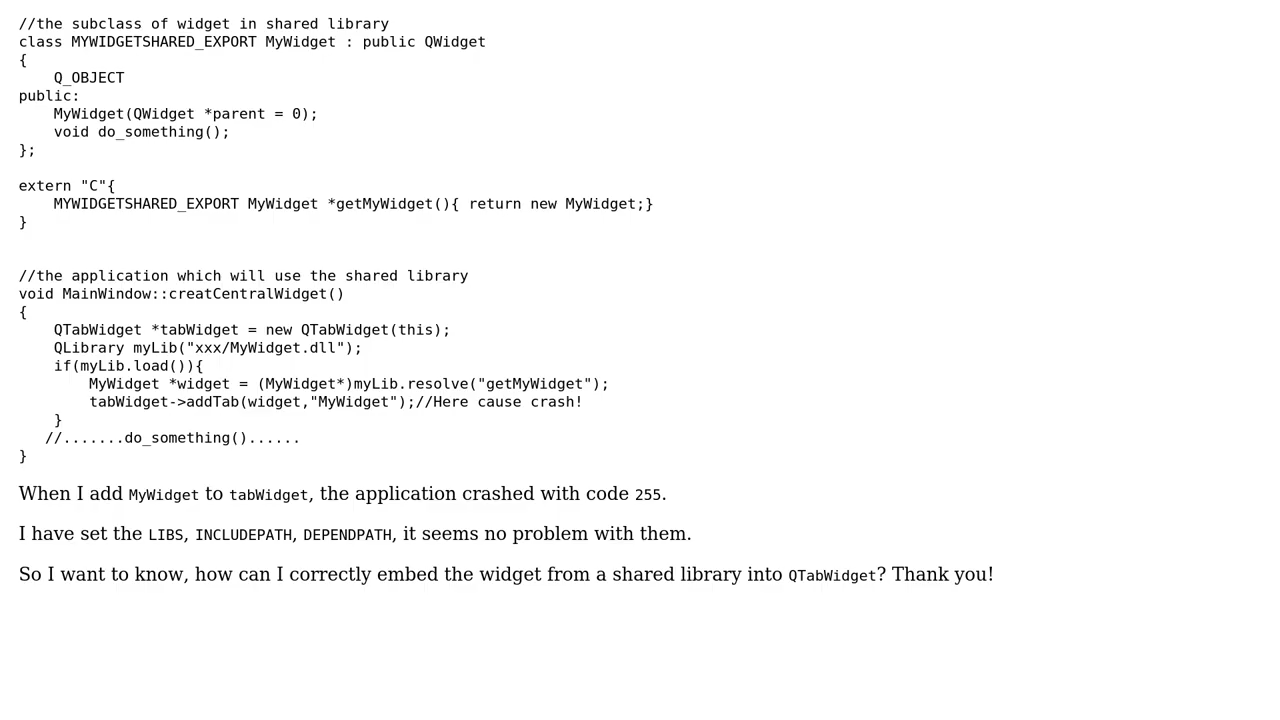 //the subclass of widget in shared library
class MYWIDGETSHARED_EXPORT MyWidget : public QWidget
{
    Q_OBJECT
public:
    MyWidget(QWidget *parent = 0);
    void do_something();
};

extern "C"{
    MYWIDGETSHARED_EXPORT MyWidget *getMyWidget(){ return new MyWidget;}
}


//the application which will use the shared library
void MainWindow::creatCentralWidget()
{
    QTabWidget *tabWidget = new QTabWidget(this);
    QLibrary myLib("xxx/MyWidget.dll");
    if(myLib.load()){
        MyWidget *widget = (MyWidget*)myLib.resolve("getMyWidget");
        tabWidget->addTab(widget,"MyWidget");//Here cause crash!
    }
   //.......do_something()......
}
When I add MyWidget to tabWidget, the application crashed with code 255.
I have set the LIBS, INCLUDEPATH, DEPENDPATH, it seems no problem with them.
So I want to know, how can I correctly embed the widget from a shared library into QTabWidget? Thank you!